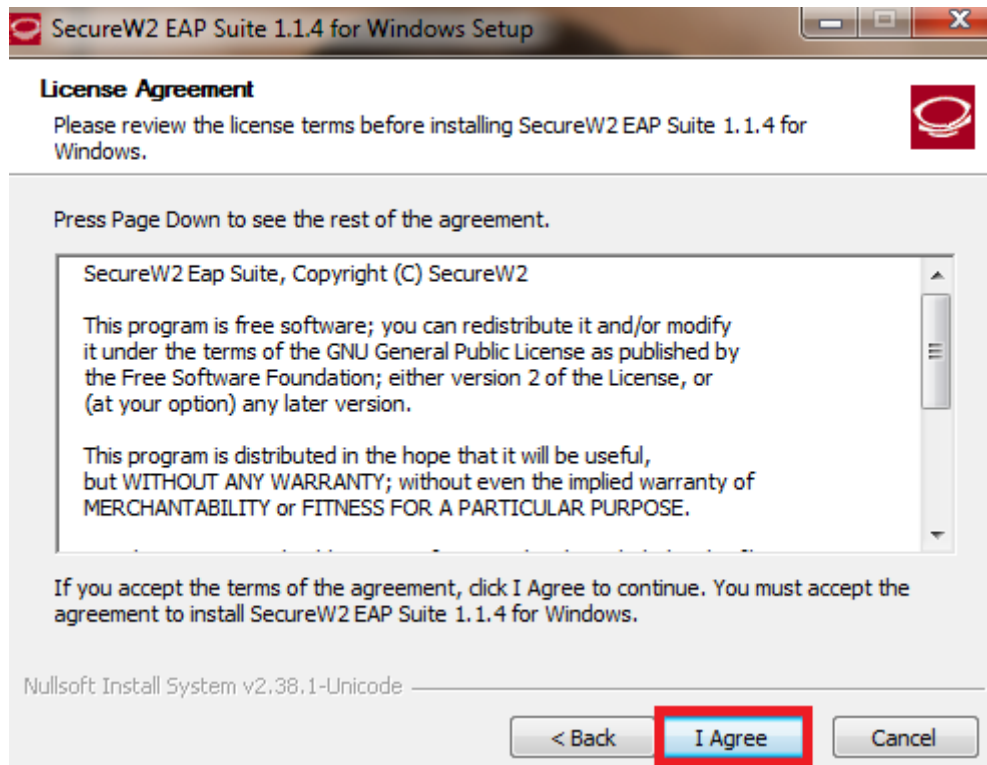 SecureW2 EAP Suite 1.1.4 for Windows Setup
License Agreement
Please review the license terms before installing SecureW2 EAP Suite 1.1.4 for
Windows.
Press Page Down to see the rest of the agreement.
SecureW2 Eap Suite, Copyright (C) SecureW2
This program is free software; you can redistribute it and/or modify
it under the terms of the GNU General Public License as published by
the Free Software Foundation; either version 2 of the License, or
(at your option) any later version.
This program is distributed in the hope that it will be useful,
but WITHOUT ANY WARRANTY; without even the implied warranty of
MERCHANTABILITY or FITNESS FOR A PARTICULAR PURPOSE.
If you accept the terms of the agreement, click I Agree to continue. You must accept the
agreement to install SecureW2 EAP Suite 1.1.4 for Windows.
Nullsoft Install System v2.38.1-Unicode
< Back I Agree Cancel